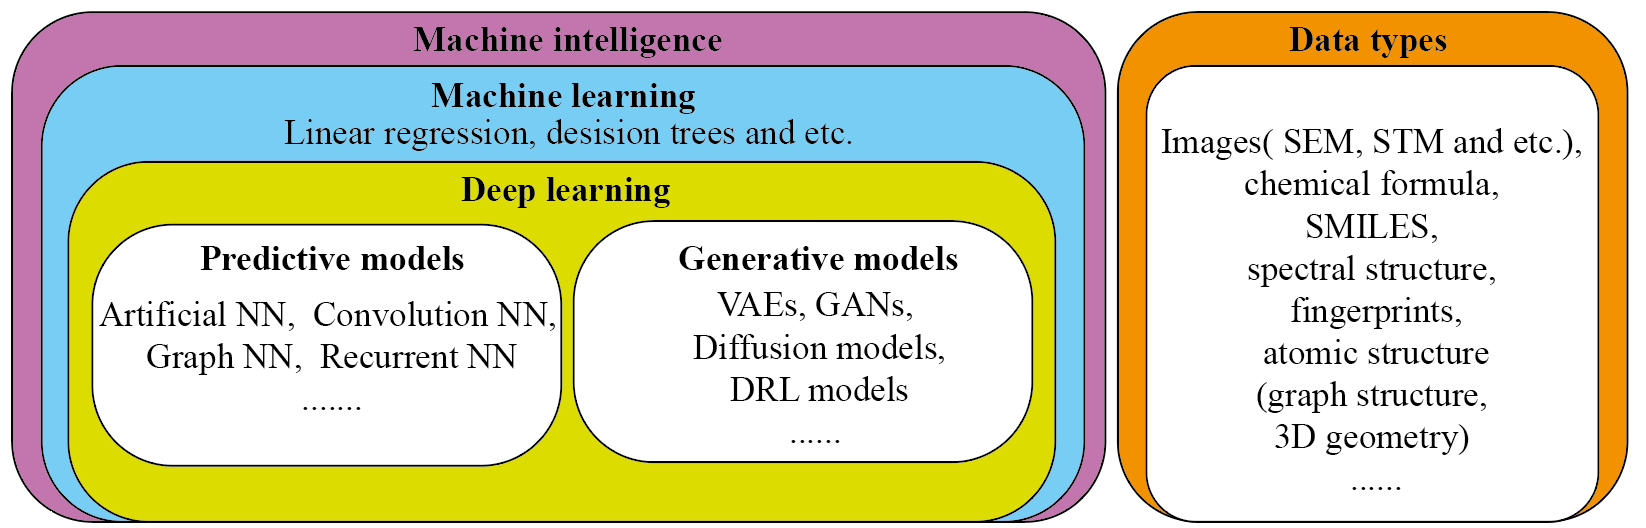 Machine intelligence
Machine learning
Linear regression, desision trees and etc.
Deep learning
Predictive models
Artificial NN,  Convolution NN,
Graph NN,  Recurrent NN
.......
Generative models
VAEs, GANs,
Diffusion models,
DRL models
......
Data types
Images( SEM, STM and etc.),
chemical formula,
SMILES,
spectral structure,
fingerprints,
atomic structure
(graph structure,
3D geometry)
......